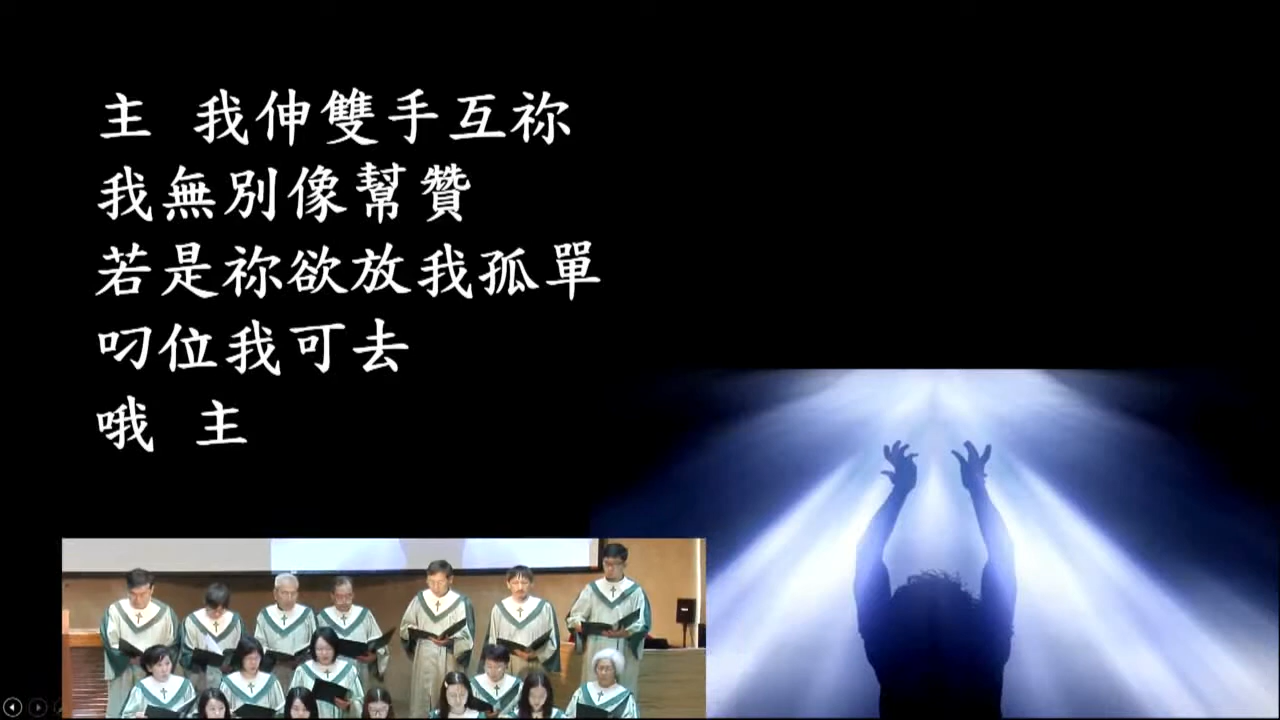 主 我伸雙手互祢
我無別像幫贊
若是祢欲放我孤單
叼位我可去
哦 主